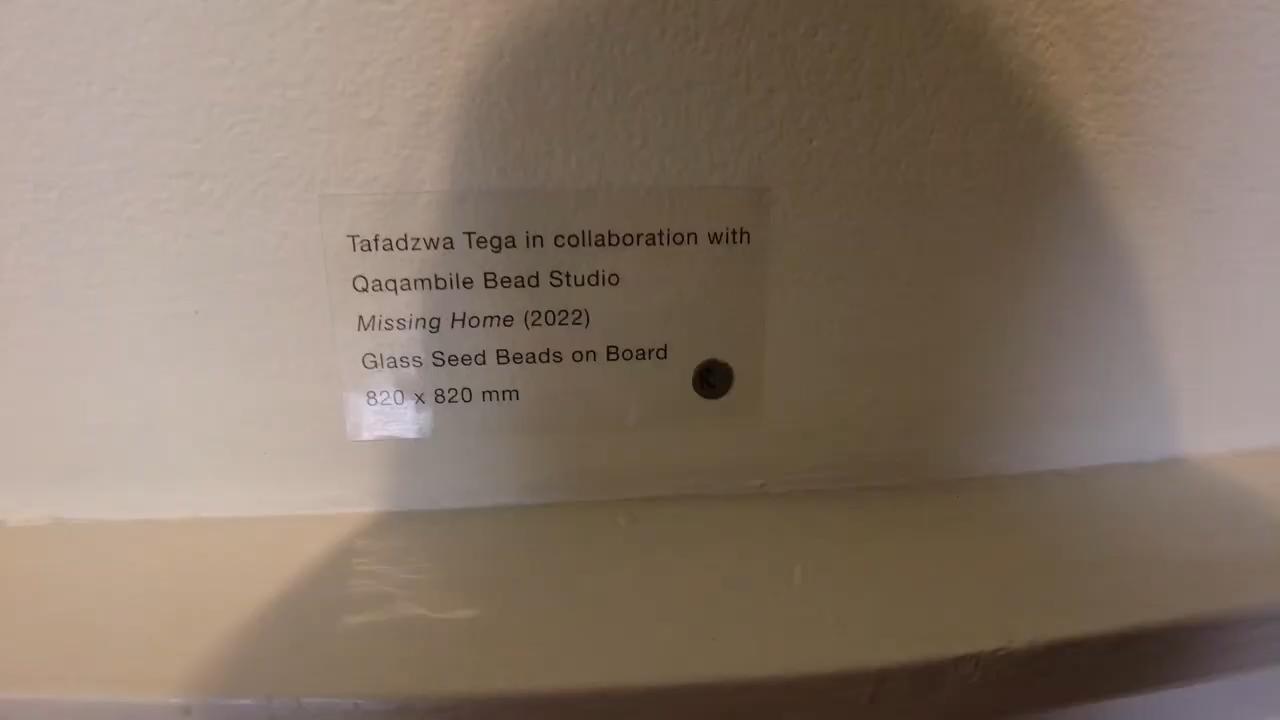 Tafadzwa Tega in collaboration with
Qaqambile Bead Studio
Missing Home (2022)
Glass Seed Beads on Board
820 x 820 mm